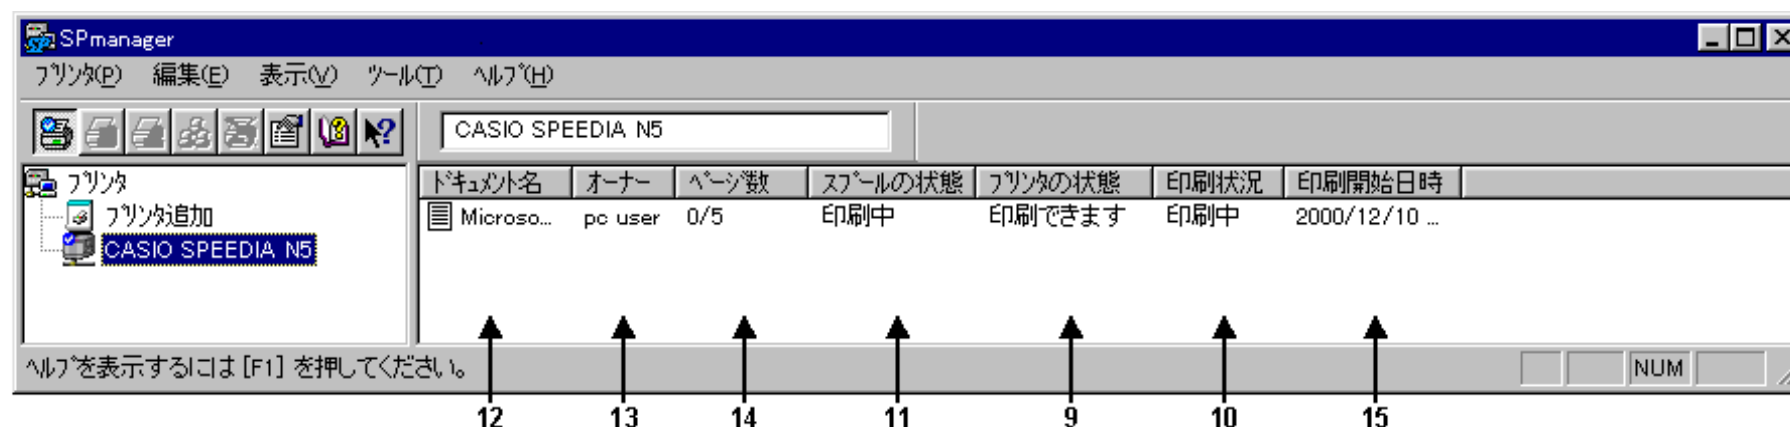 SPmanager
プリンタ(P) 編集(E) 表示(V) ツール(T) ヘルプ(H)
CASIO SPEEDIA N5
プリンタ
プリンタ追加
CASIO SPEEDIA N5
ドキュメント名 オーナー ページ数 スプールの状態 プリンタの状態 印刷状況 印刷開始日時
Microso... pc user 0/5 印刷中 印刷できます 印刷中 2000/12/10 ...
ヘルプを表示するには [F1] を押してください。 NUM
12 13 14 11 9 10 15